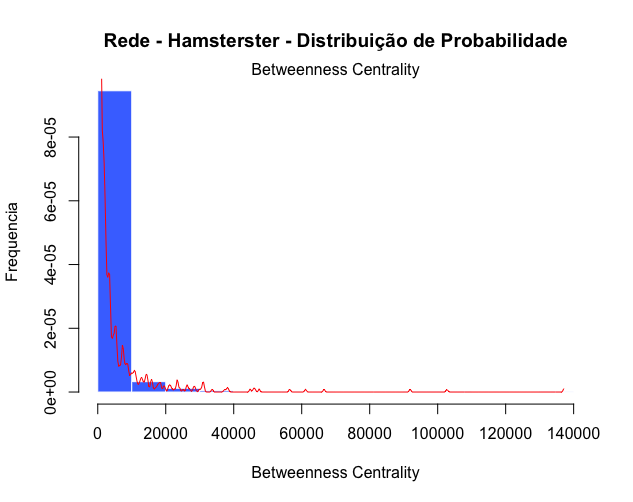 Rede - Hamsterster - Distribuição de Probabilidade
Betweenness Centrality
Frequencia
8e-05
6e-05
4e-05
2e-05
0e+00
0 20000 40000 60000 80000 100000 120000 140000
Betweenness Centrality